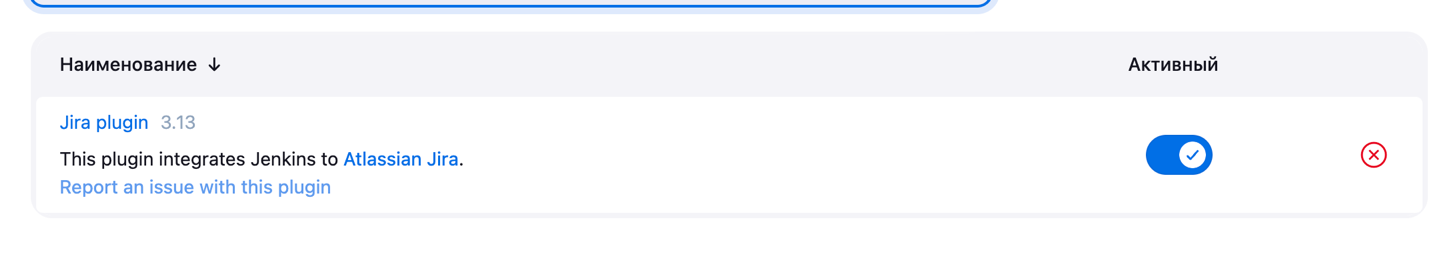 Наименование ↓
Активный
Jira plugin 3.13
This plugin integrates Jenkins to Atlassian Jira.
Report an issue with this plugin